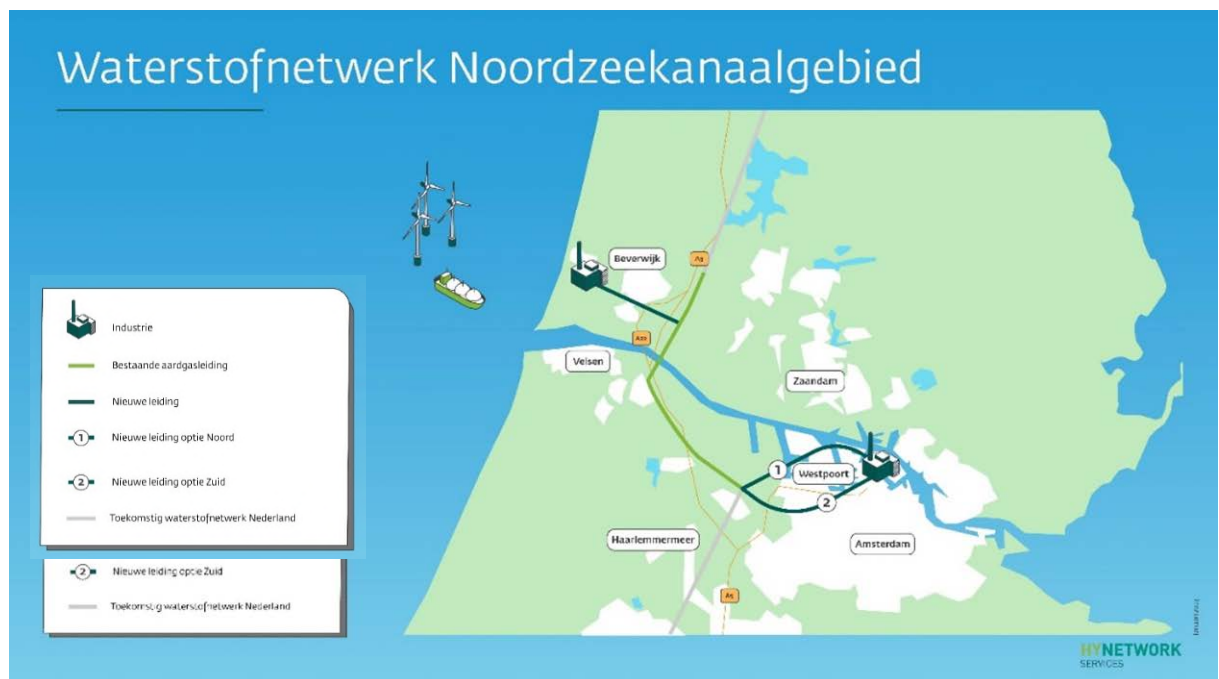 Waterstofnetwerk Noordzeekanaalgebied
Beverwijk
A9
A22
Velsen
Zaandam
1
Westpoort
2
Haarlemmermeer
Amsterdam
A5
Industrie
Bestaande aardgasleiding
Nieuwe leiding
1 Nieuwe leiding optie Noord
2 Nieuwe leiding optie Zuid
Toekomstig waterstofnetwerk Nederland
2 Nieuwe leiding optie Zuid
Toekomstig waterstofnetwerk Nederland
HYNETWORK
SERVICES